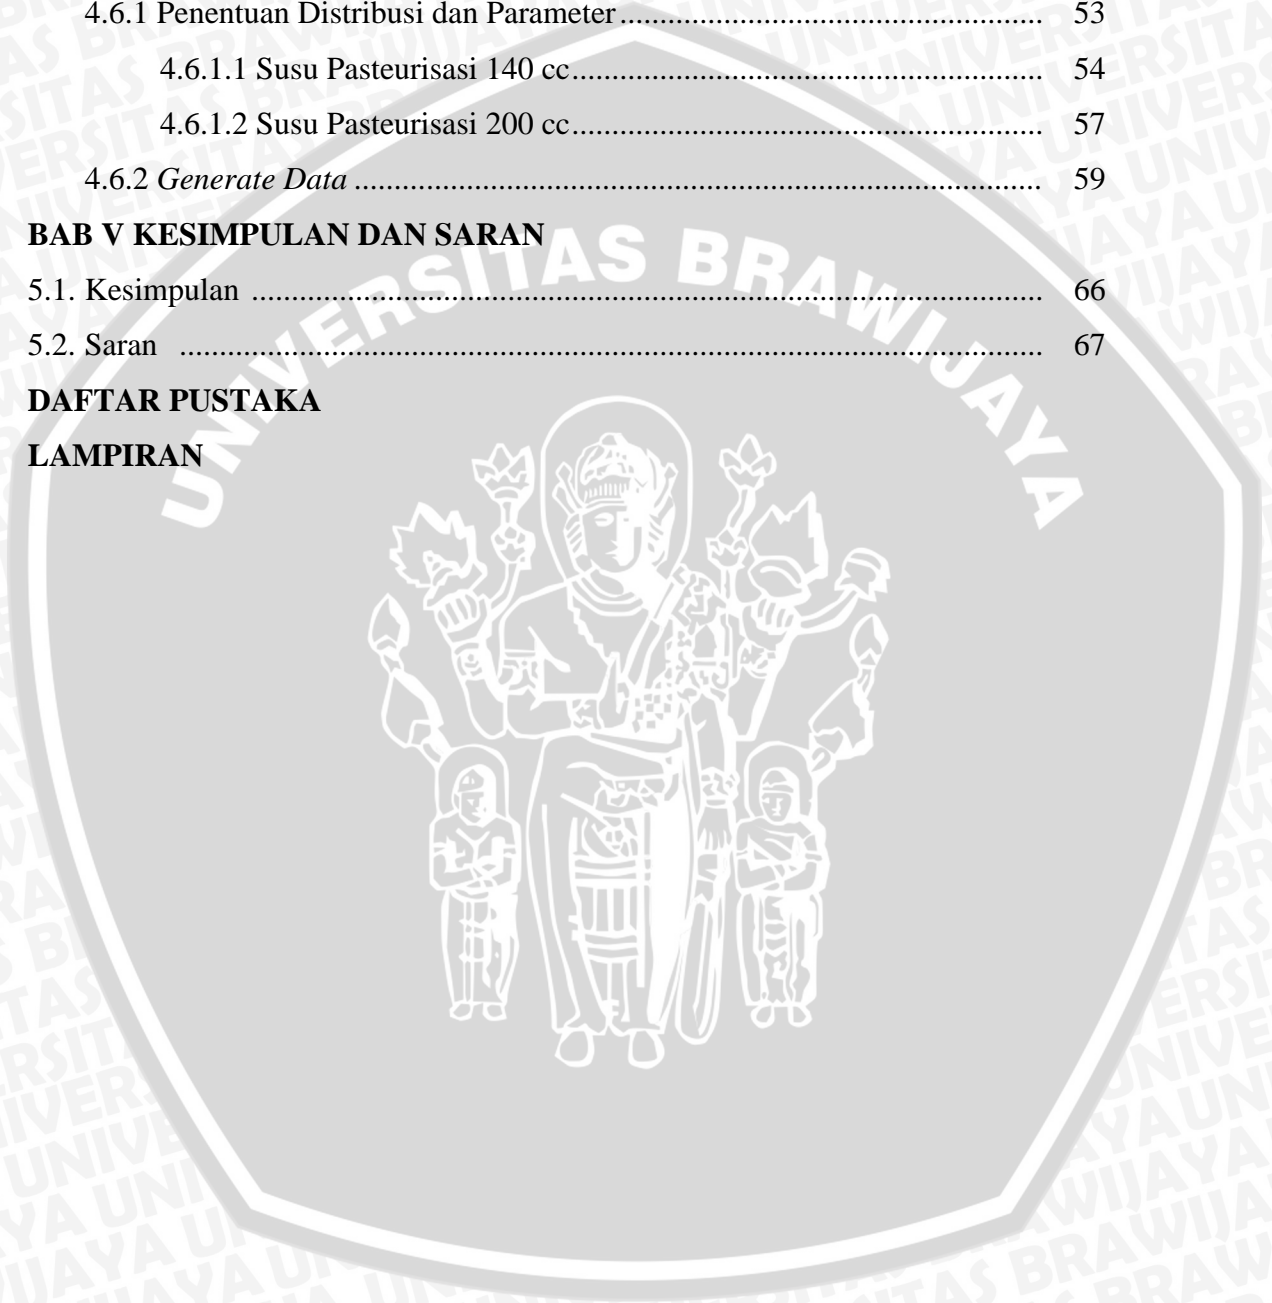 4.6.1 Penentuan Distribusi dan Parameter............................................. 53
4.6.1.1 Susu Pasteurisasi 140 cc.................................................. 54
4.6.1.2 Susu Pasteurisasi 200 cc.................................................. 57
4.6.2 Generate Data ......................................................................... 59
BAB V KESIMPULAN DAN SARAN
5.1. Kesimpulan .................................................................................... 66
5.2. Saran ............................................................................................ 67
DAFTAR PUSTAKA
LAMPIRAN
UNIVERSITAS BRAWIJAYA